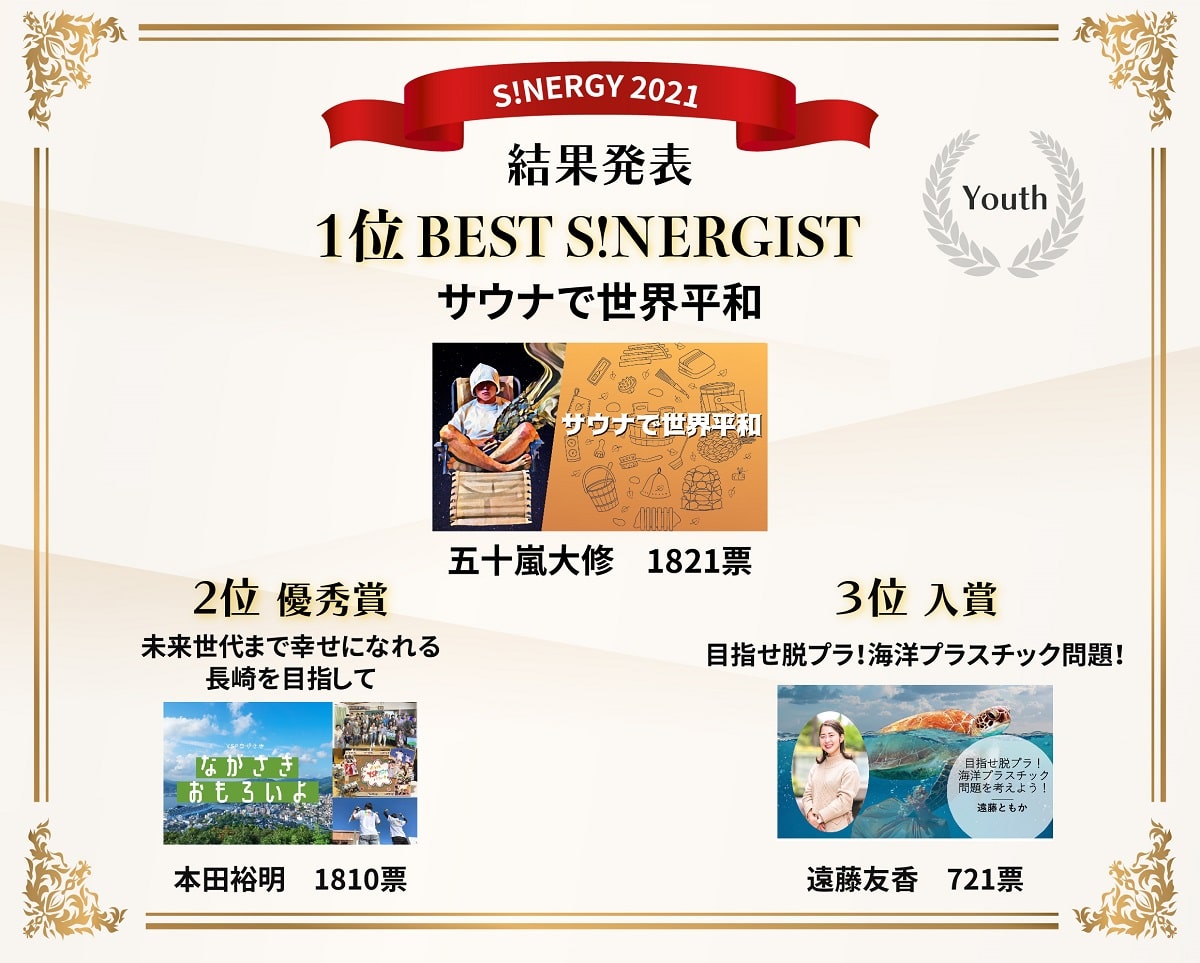 S!NERGY 2021
結果発表
Youth
1位 BEST S!NERGIST
サウナで世界平和
サウナで世界平和
五十嵐大修 1821票
2位 優秀賞
未来世代まで幸せになれる
長崎を目指して
ながさき
おもろいよ
本田裕明 1810票
3位 入賞
目指せ脱プラ!海洋プラスチック問題!
目指せ脱プラ!
海洋プラスチック
問題を考えよう!
遠藤ともか
遠藤友香 721票